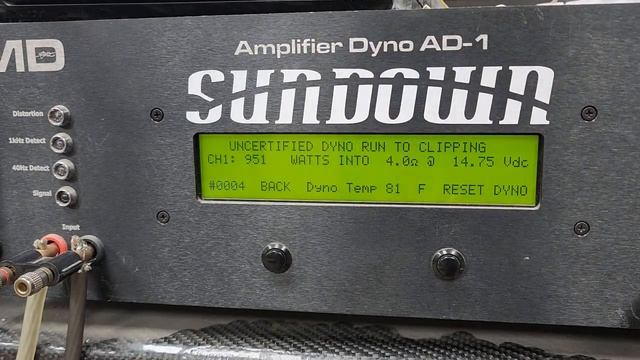 Amplifier Dyno AD-1
MD
SUNDOWN
Distortion
1kHz Detect
40Hz Detect
Signal
Input
UNCERTIFIED DYNO RUN TO CLIPPING
CH1: 951 WATTS INTO 4.0Ω @ 14.75 Vdc
#0004 BACK Dyno Temp 81 F RESET DYNO